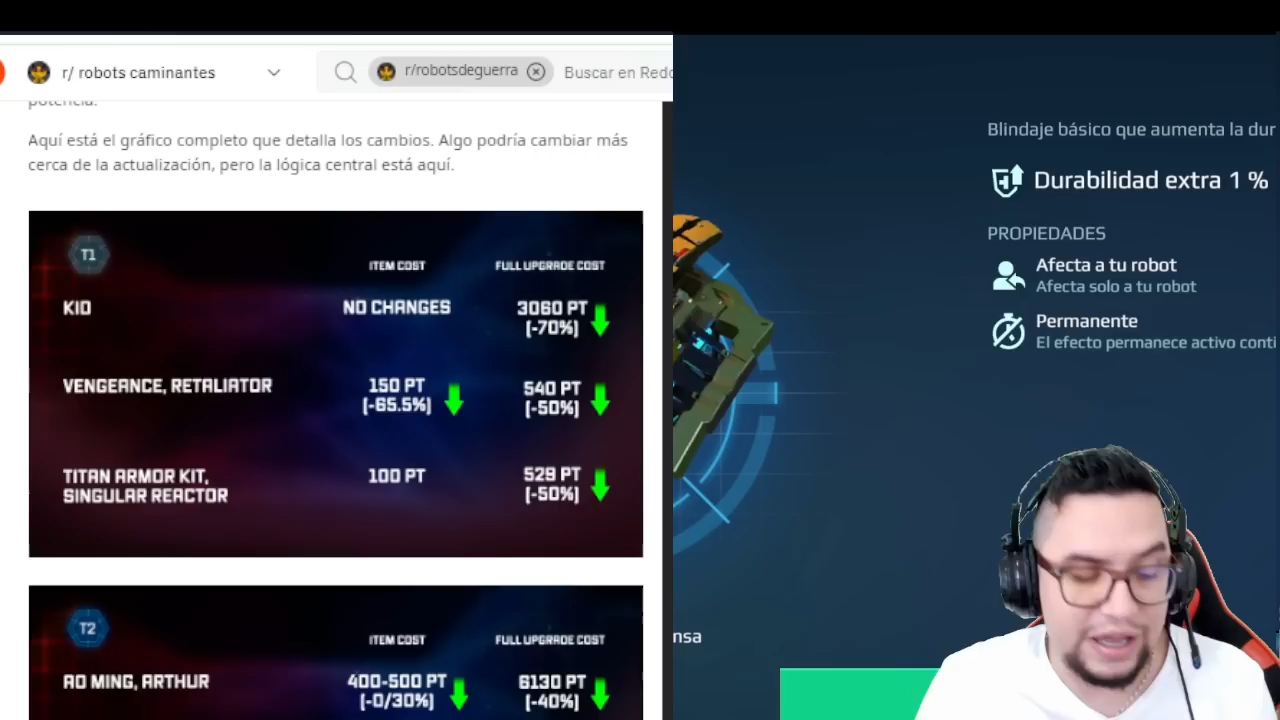 r/ robots caminantes
r/robotsdeguerra
Buscar en Redd
potencia.
Aquí está el gráfico completo que detalla los cambios. Algo podría cambiar más
cerca de la actualización, pero la lógica central está aquí.
T1
ITEM COST
FULL UPGRADE COST
KID
NO CHANGES
3060 PT
(-70%)
VENGEANCE, RETALIATOR
150 PT
(-65.5%)
540 PT
(-50%)
TITAN ARMOR KIT,
SINGULAR REACTOR
100 PT
529 PT
(-50%)
T2
ITEM COST
FULL UPGRADE COST
AO MING, ARTHUR
400-500 PT
(-0/30%)
6130 PT
(-40%)
Blindaje básico que aumenta la dur
Durabilidad extra 1 %
PROPIEDADES
Afecta a tu robot
Afecta solo a tu robot
Permanente
El efecto permanece activo conti
nsa